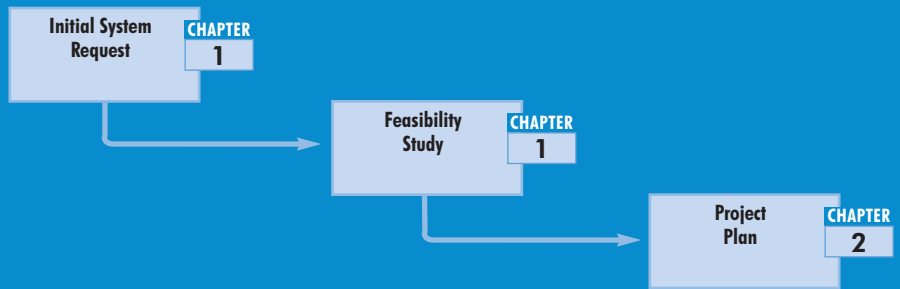 Initial System
Request
CHAPTER
1
Feasibility
Study
CHAPTER
1
Project
Plan
CHAPTER
2